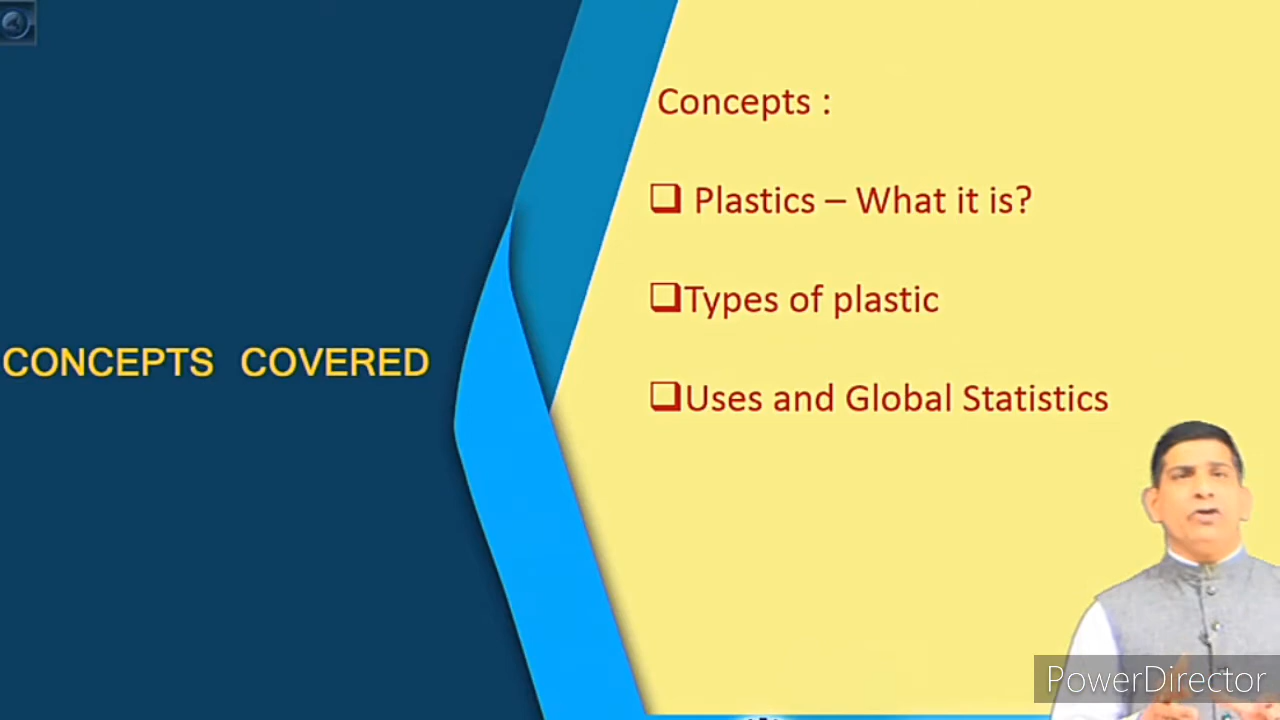 Concepts :
❑ Plastics – What it is?
❑Types of plastic
CONCEPTS COVERED
❑Uses and Global Statistics
PowerDirector